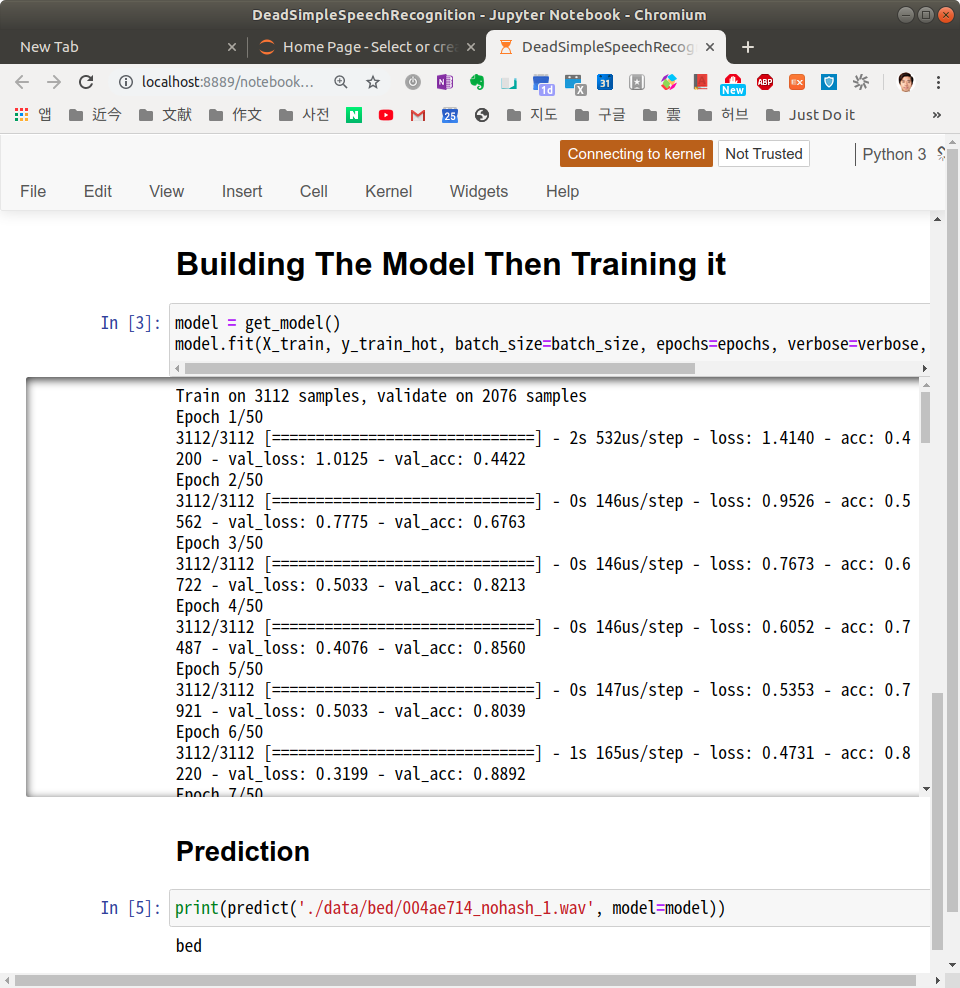 DeadSimpleSpeechRecognition - Jupyter Notebook - Chromium
New Tab
Home Page - Select or crea
DeadSimpleSpeechRecog
localhost:8889/notebook...
1d
X
31
New
ABP
앱
近今
文献
作文
사전
N
25
지도
구글
雲
허브
Just Do it
»
Connecting to kernel
Not Trusted
Python 3
File Edit View Insert Cell Kernel Widgets Help
Building The Model Then Training it
In [3]:
model = get_model()
model.fit(X_train, y_train_hot, batch_size=batch_size, epochs=epochs, verbose=verbose,
Train on 3112 samples, validate on 2076 samples
Epoch 1/50
3112/3112 [==============================] - 2s 532us/step - loss: 1.4140 - acc: 0.4
200 - val_loss: 1.0125 - val_acc: 0.4422
Epoch 2/50
3112/3112 [==============================] - 0s 146us/step - loss: 0.9526 - acc: 0.5
562 - val_loss: 0.7775 - val_acc: 0.6763
Epoch 3/50
3112/3112 [==============================] - 0s 146us/step - loss: 0.7673 - acc: 0.6
722 - val_loss: 0.5033 - val_acc: 0.8213
Epoch 4/50
3112/3112 [==============================] - 0s 146us/step - loss: 0.6052 - acc: 0.7
487 - val_loss: 0.4076 - val_acc: 0.8560
Epoch 5/50
3112/3112 [==============================] - 0s 147us/step - loss: 0.5353 - acc: 0.7
921 - val_loss: 0.5033 - val_acc: 0.8039
Epoch 6/50
3112/3112 [==============================] - 1s 165us/step - loss: 0.4731 - acc: 0.8
220 - val_loss: 0.3199 - val_acc: 0.8892
Epoch 7/50
Prediction
In [5]:
print(predict('./data/bed/004ae714_nohash_1.wav', model=model))
bed